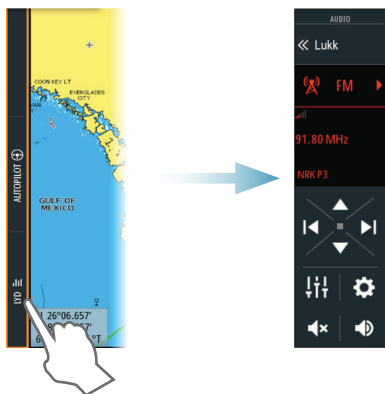 COON KEY LT
EVERGLADES
CITY
AUTOPILOT
GULF OF
MEXICO
LYD
26°06.657'
°T
AUDIO
« Lukk
FM
91.80 MHz
NRK P3